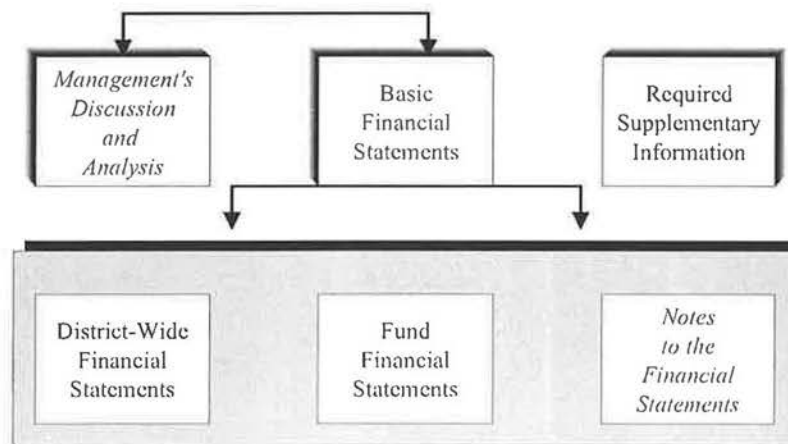 Management's
Discussion
and
Analysis
Basic
Financial
Statements
Required
Supplementary
Information
District-Wide
Financial
Statements
Fund
Financial
Statements
Notes
to the
Financial
Statements